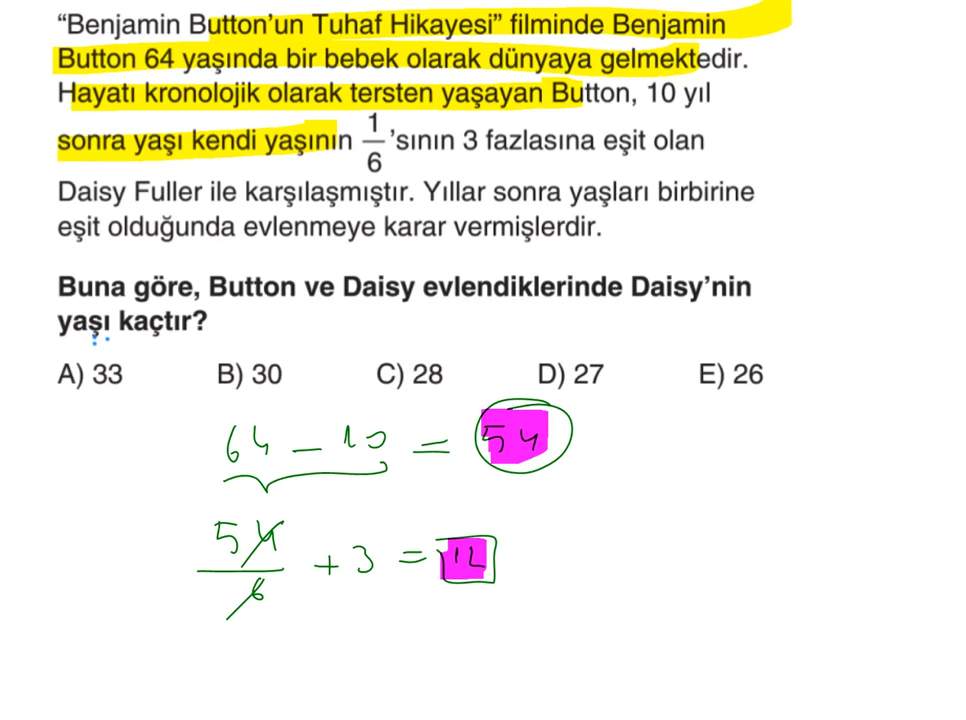 “Benjamin Button’un Tuhaf Hikayesi” filminde Benjamin
Button 64 yaşında bir bebek olarak dünyaya gelmektedir.
Hayatı kronolojik olarak tersten yaşayan Button, 10 yıl
sonra yaşı kendi yaşının 1/6 ’sının 3 fazlasına eşit olan
Daisy Fuller ile karşılaşmıştır. Yıllar sonra yaşları birbirine
eşit olduğunda evlenmeye karar vermişlerdir.
Buna göre, Button ve Daisy evlendiklerinde Daisy’nin
yaşı kaçtır?
A) 33 B) 30 C) 28 D) 27 E) 26
64 – 10 = 54
54/6 + 3 = 12